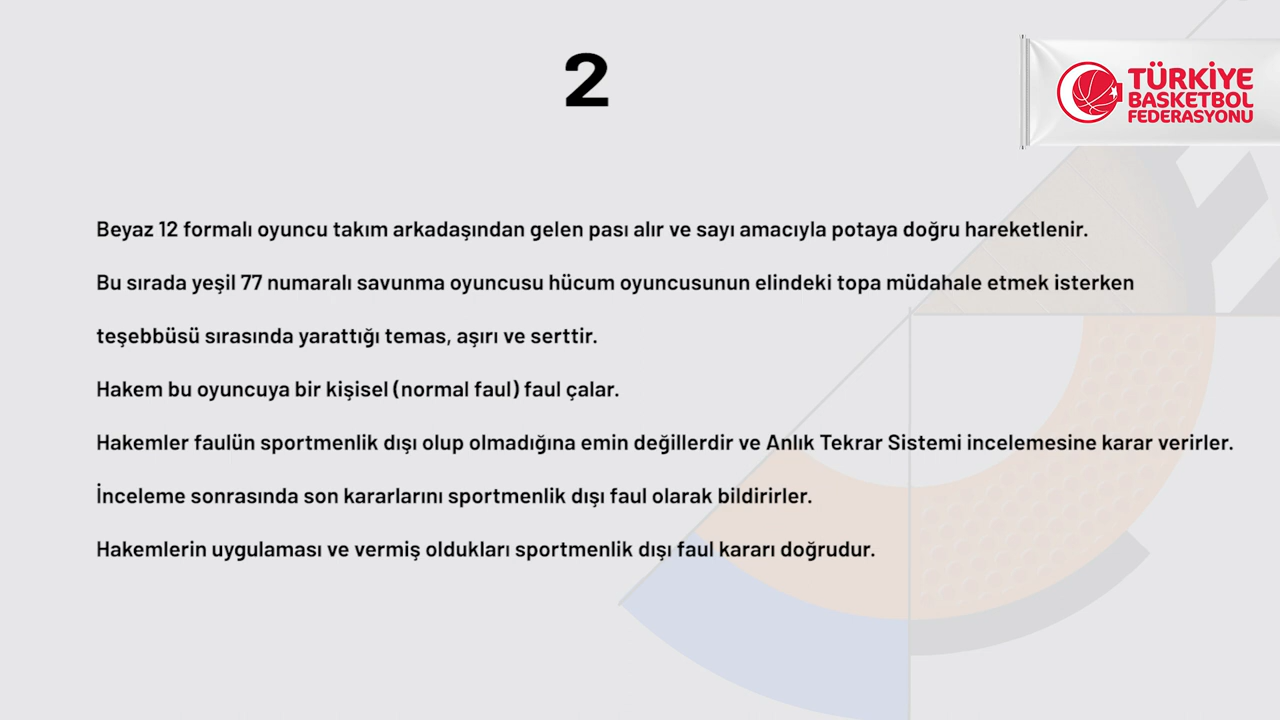 2
TÜRKİYE
BASKETBOL
FEDERASYONU
Beyaz 12 formalı oyuncu takım arkadaşından gelen pası alır ve sayı amacıyla potaya doğru hareketlenir.
Bu sırada yeşil 77 numaralı savunma oyuncusu hücum oyuncusunun elindeki topa müdahale etmek isterken
teşebbüsü sırasında yarattığı temas, aşırı ve serttir.
Hakem bu oyuncuya bir kişisel (normal faul) faul çalar.
Hakemler faulün sportmenlik dışı olup olmadığına emin değillerdir ve Anlık Tekrar Sistemi incelemesine karar verirler.
İnceleme sonrasında son kararlarını sportmenlik dışı faul olarak bildirirler.
Hakemlerin uygulaması ve vermiş oldukları sportmenlik dışı faul kararı doğrudur.